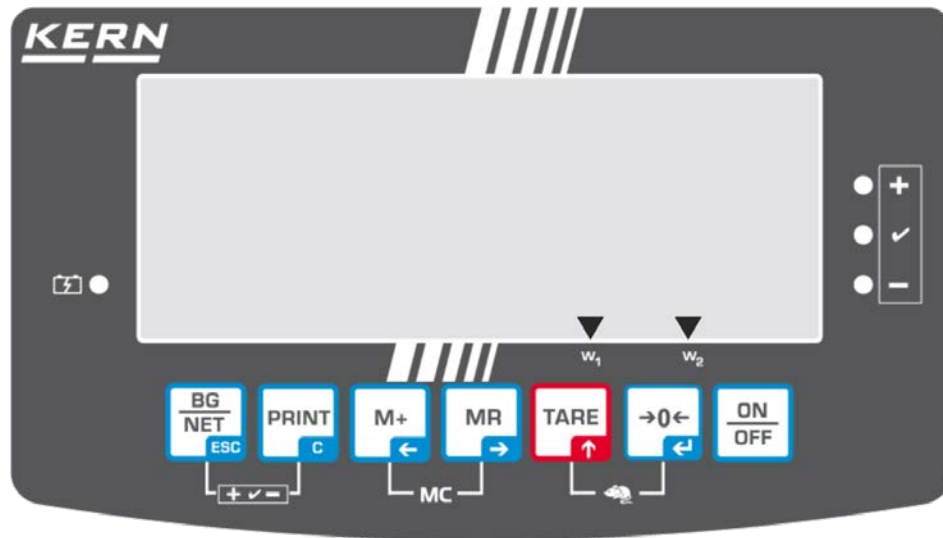 KERN
+
✓
−
W₁ W₂
BG
NET
ESC
PRINT
C
M+
←
MR
→
TARE
↑
→0←
↵
ON
OFF
+ ✓ −
MC